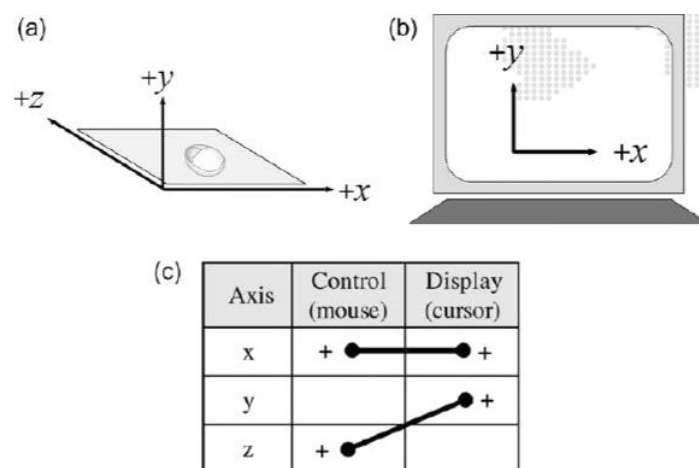 (a)
+y
+z
+x
(b)
+y
+x
(c)
Axis Control (mouse) Display (cursor)
x + +
y +
z +